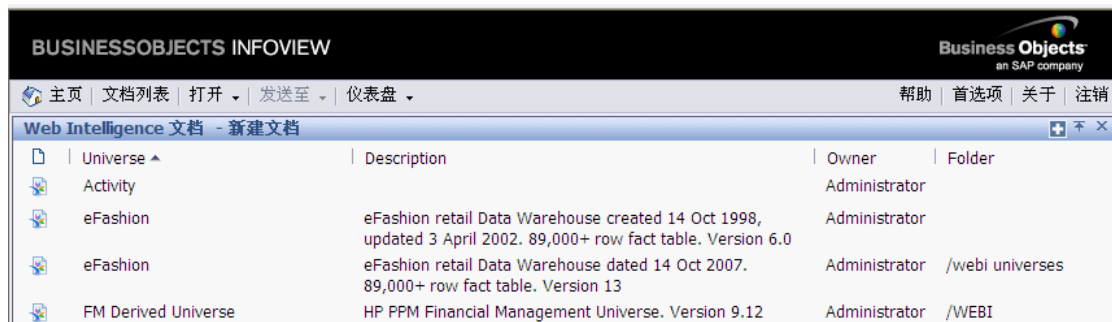 BUSINESSOBJECTS INFOVIEW
Business Objects
an SAP company
主页 | 文档列表 | 打开 | 发送至 | 仪表盘 帮助 | 首选项 | 关于 | 注销
Web Intelligence 文档 - 新建文档
Universe Description Owner Folder
Activity Administrator
eFashion eFashion retail Data Warehouse created 14 Oct 1998, Administrator
updated 3 April 2002. 89,000+ row fact table. Version 6.0
eFashion eFashion retail Data Warehouse dated 14 Oct 2007. Administrator /webi universes
89,000+ row fact table. Version 13
FM Derived Universe HP PPM Financial Management Universe. Version 9.12 Administrator /WEBI